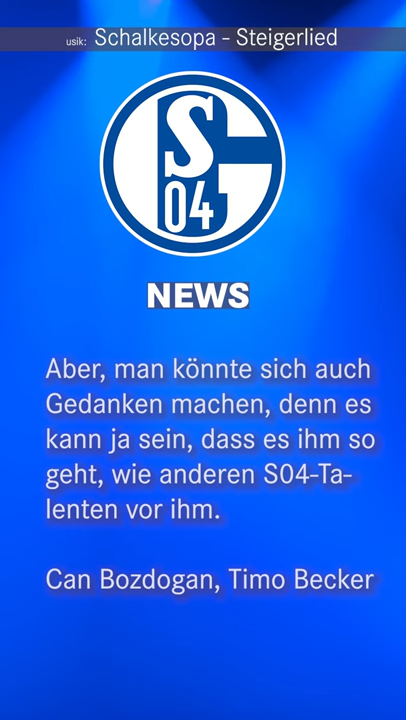 usik: Schalkesopa - Steigerlied
S
04
NEWS
Aber, man könnte sich auch
Gedanken machen, denn es
kann ja sein, dass es ihm so
geht, wie anderen S04-Ta-
lenten vor ihm.
Can Bozdogan, Timo Becker